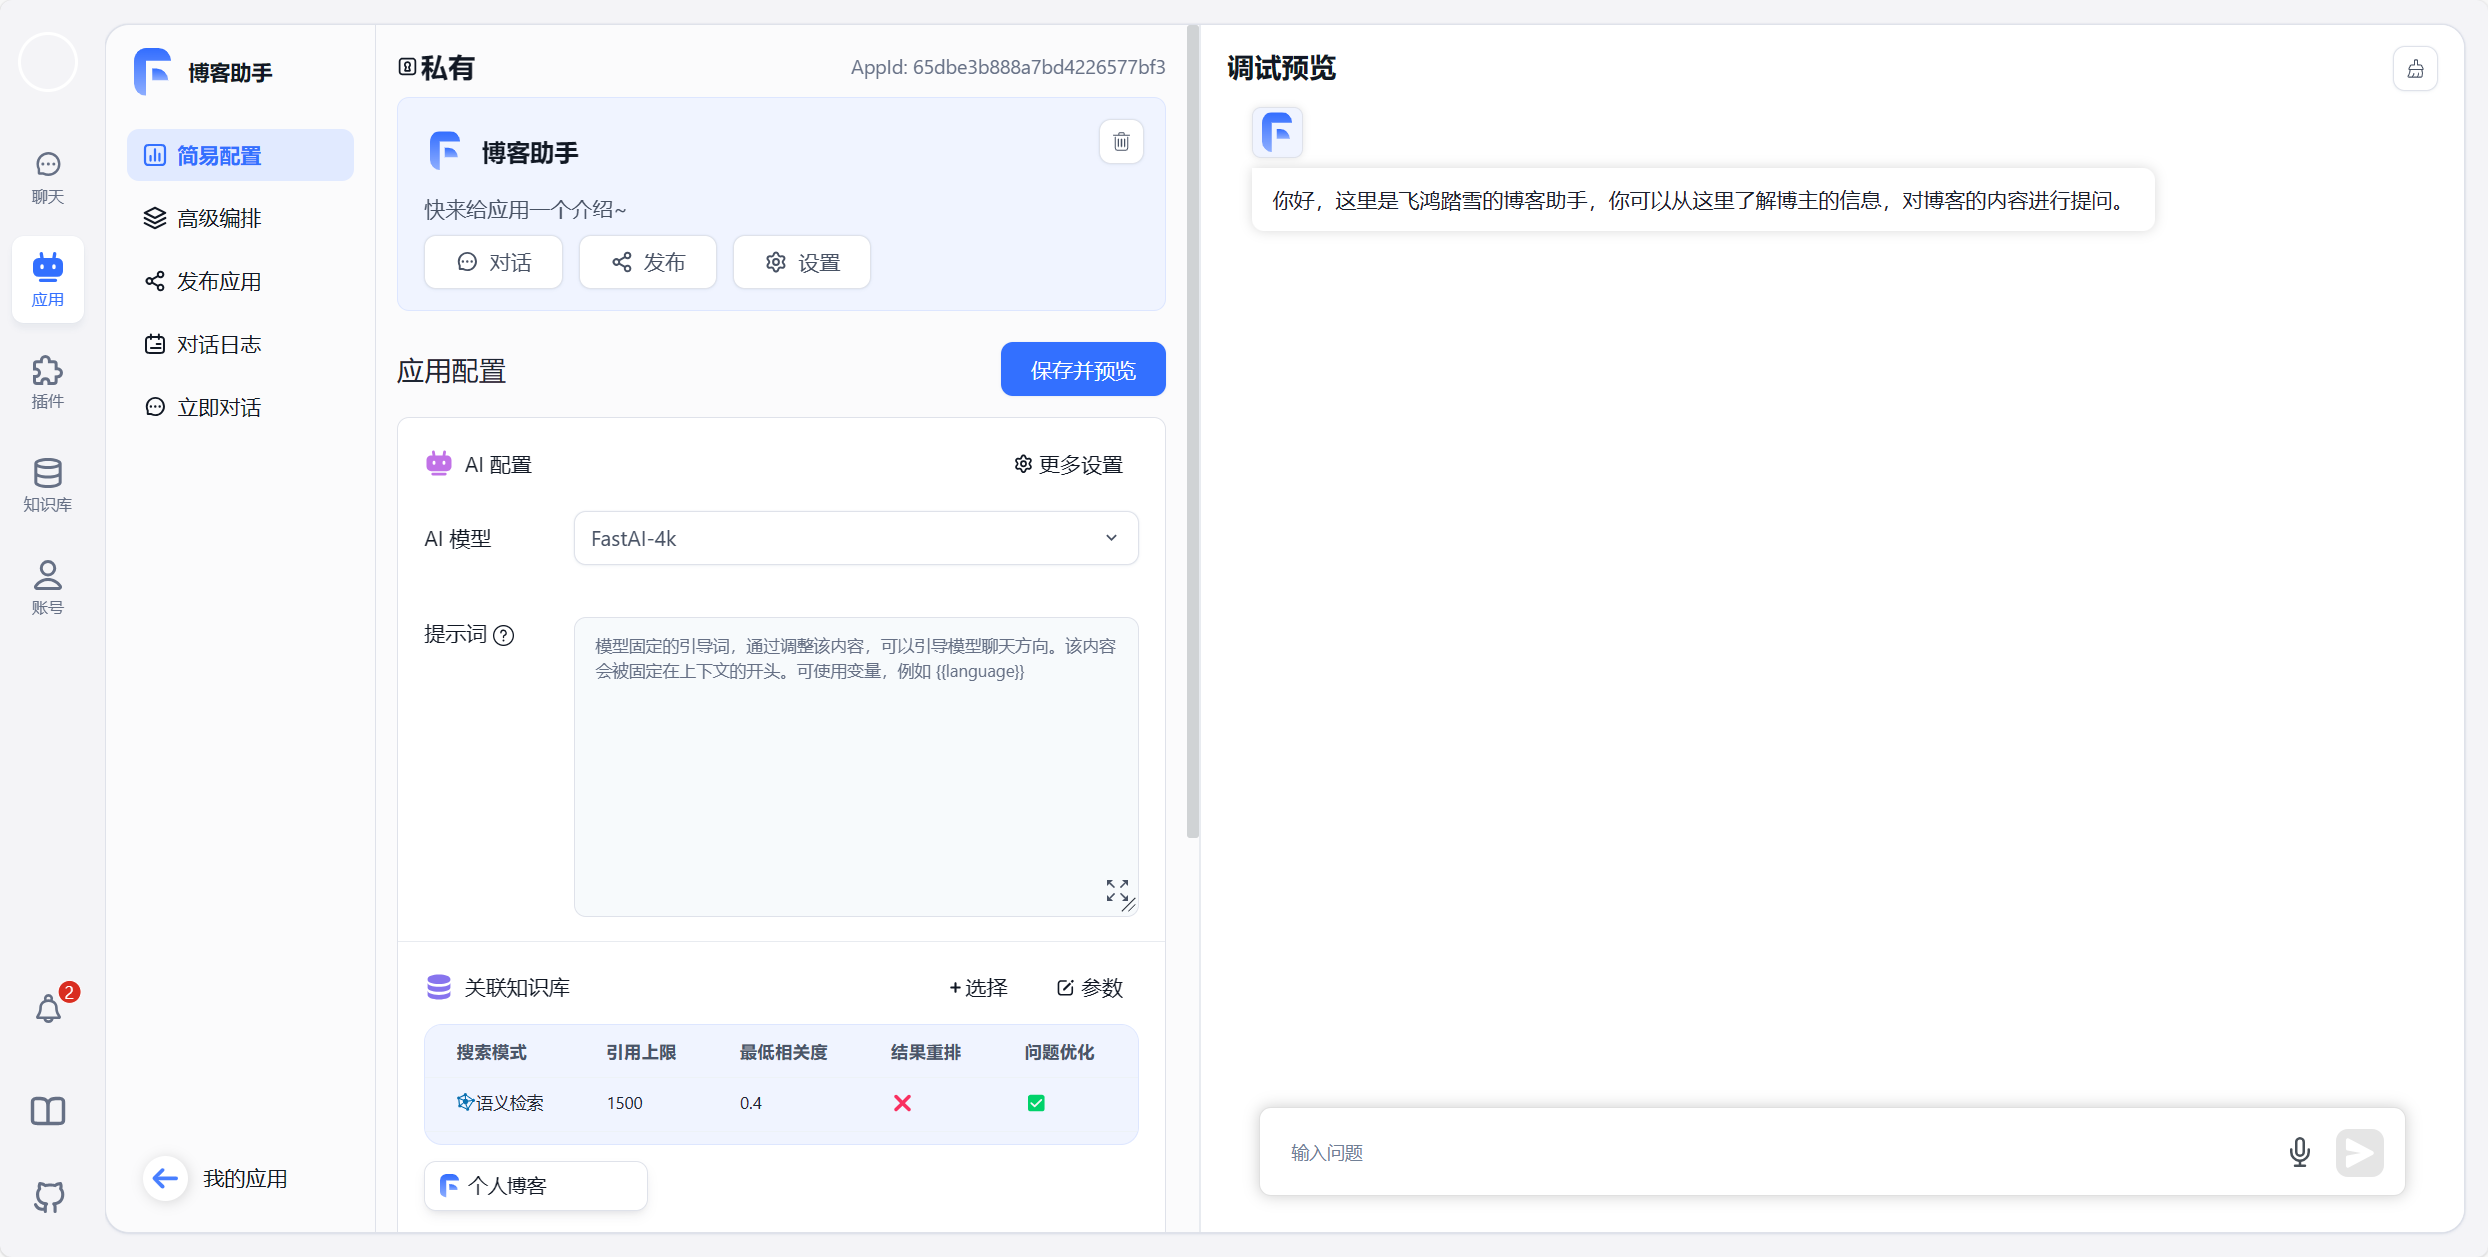 聊天
应用
插件
知识库
账号
2
博客助手
简易配置
高级编排
发布应用
对话日志
立即对话
我的应用
私有
AppId: 65dbe3b888a7bd4226577bf3
博客助手
快来给应用一个介绍~
对话
发布
设置
应用配置
保存并预览
AI 配置
更多设置
AI 模型
FastAI-4k
提示词
模型固定的引导词，通过调整该内容，可以引导模型聊天方向。该内容
会被固定在上下文的开头。可使用变量，例如 {{language}}
关联知识库
+选择
参数
搜索模式 引用上限 最低相关度 结果重排 问题优化
语义检索 1500 0.4
个人博客
调试预览
你好，这里是飞鸿踏雪的博客助手，你可以从这里了解博主的信息，对博客的内容进行提问。
输入问题